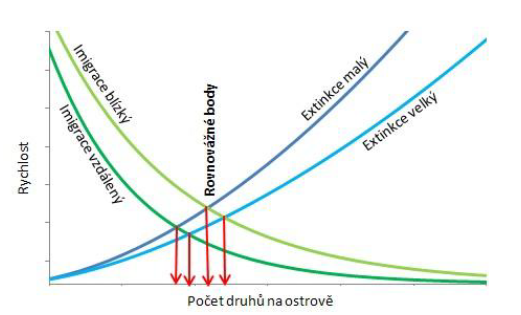 Imigrace blízký
Imigrace vzdálený
Rovnovážné body
Extinkce malý
Extinkce velký
Rychlost
Počet druhů na ostrově